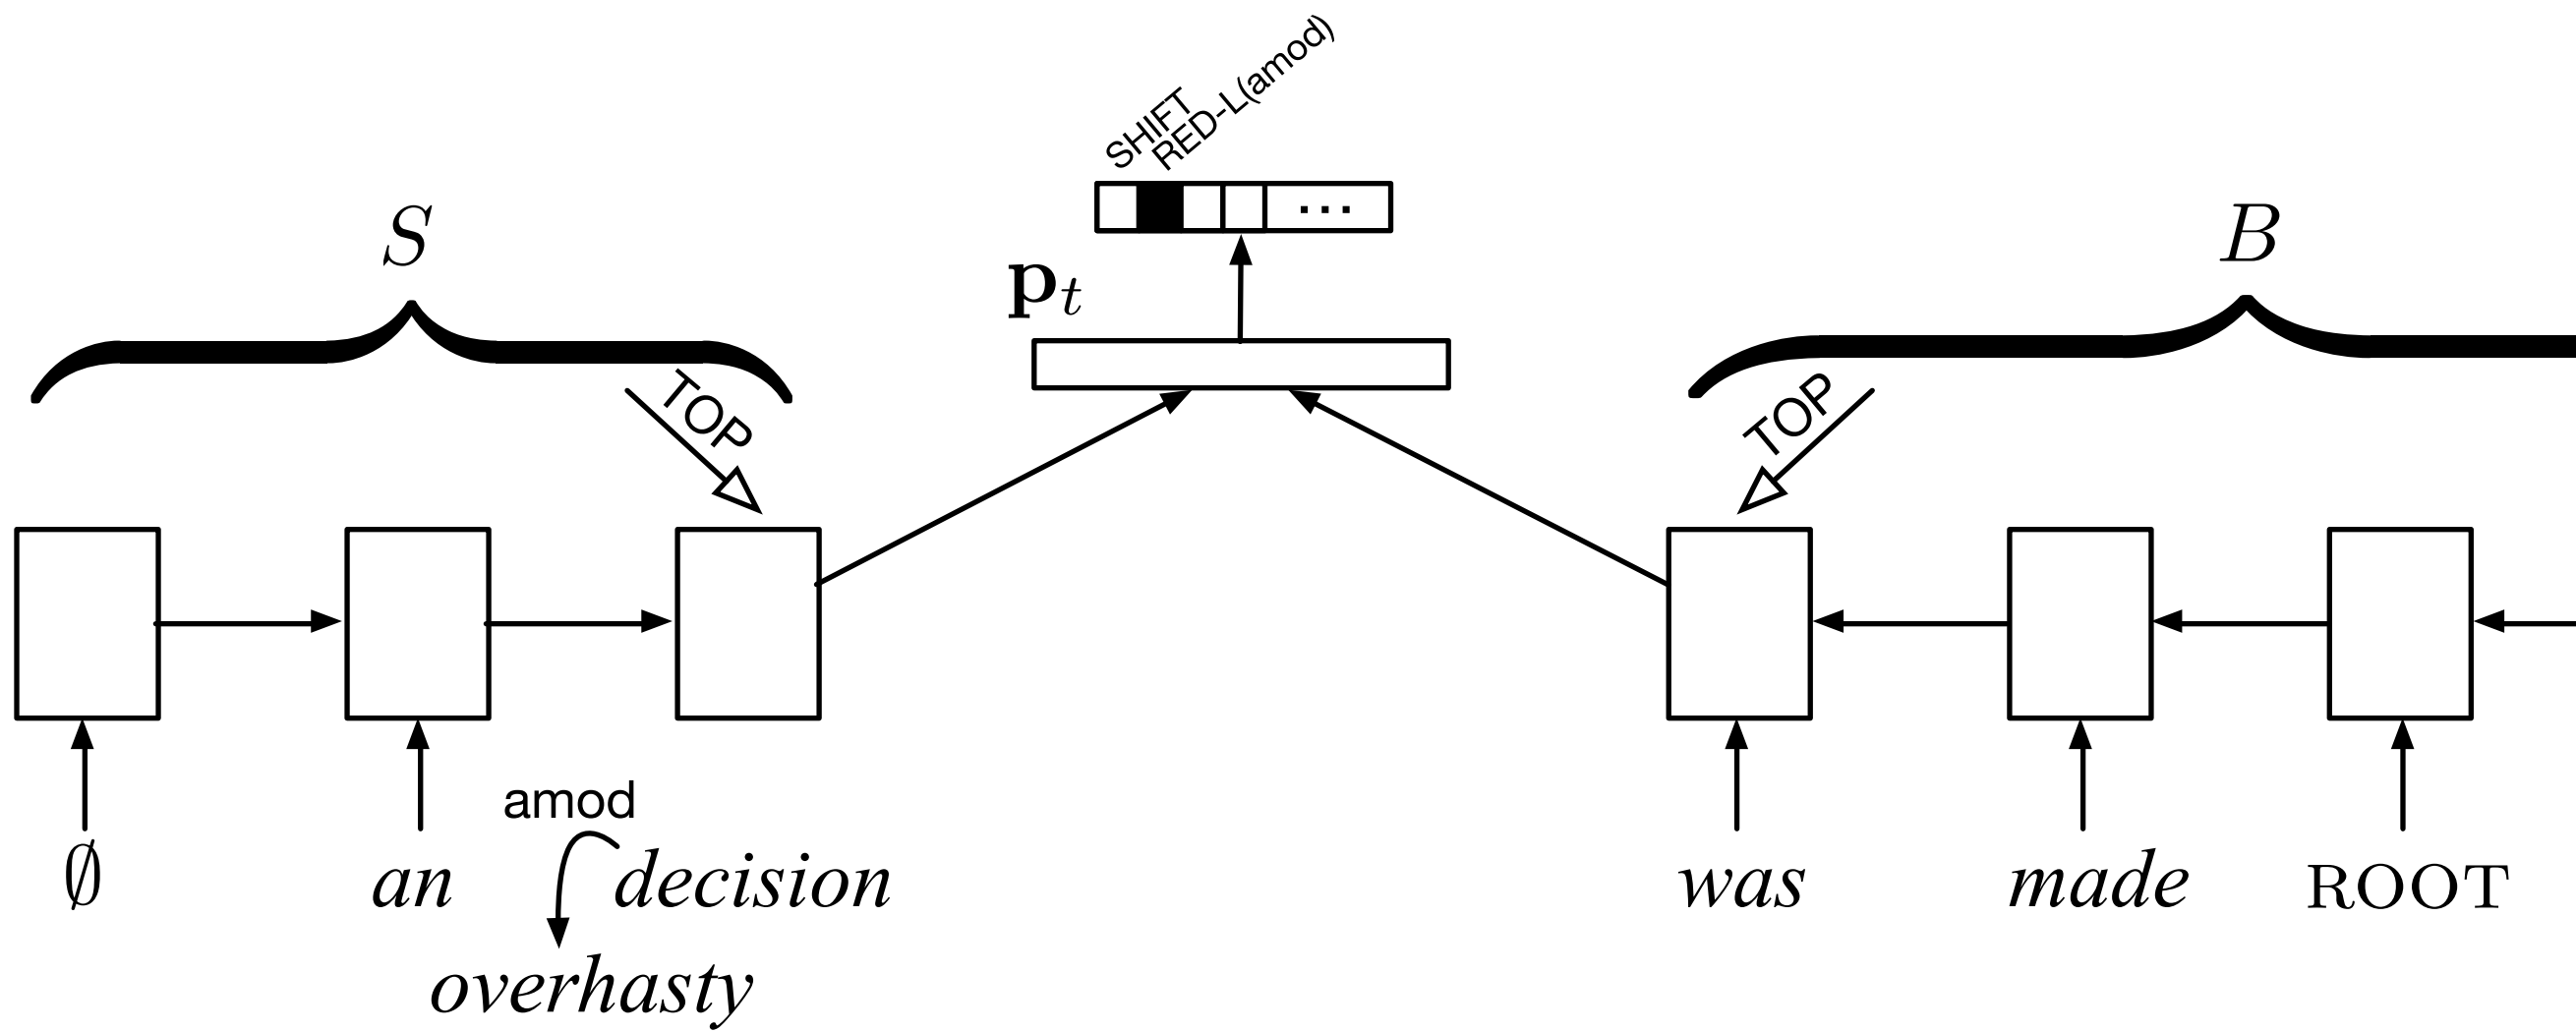 SHIFT
RED-L(amod)
...
S
B
p_t
TOP
TOP
amod
∅ an decision was made ROOT
overhasty